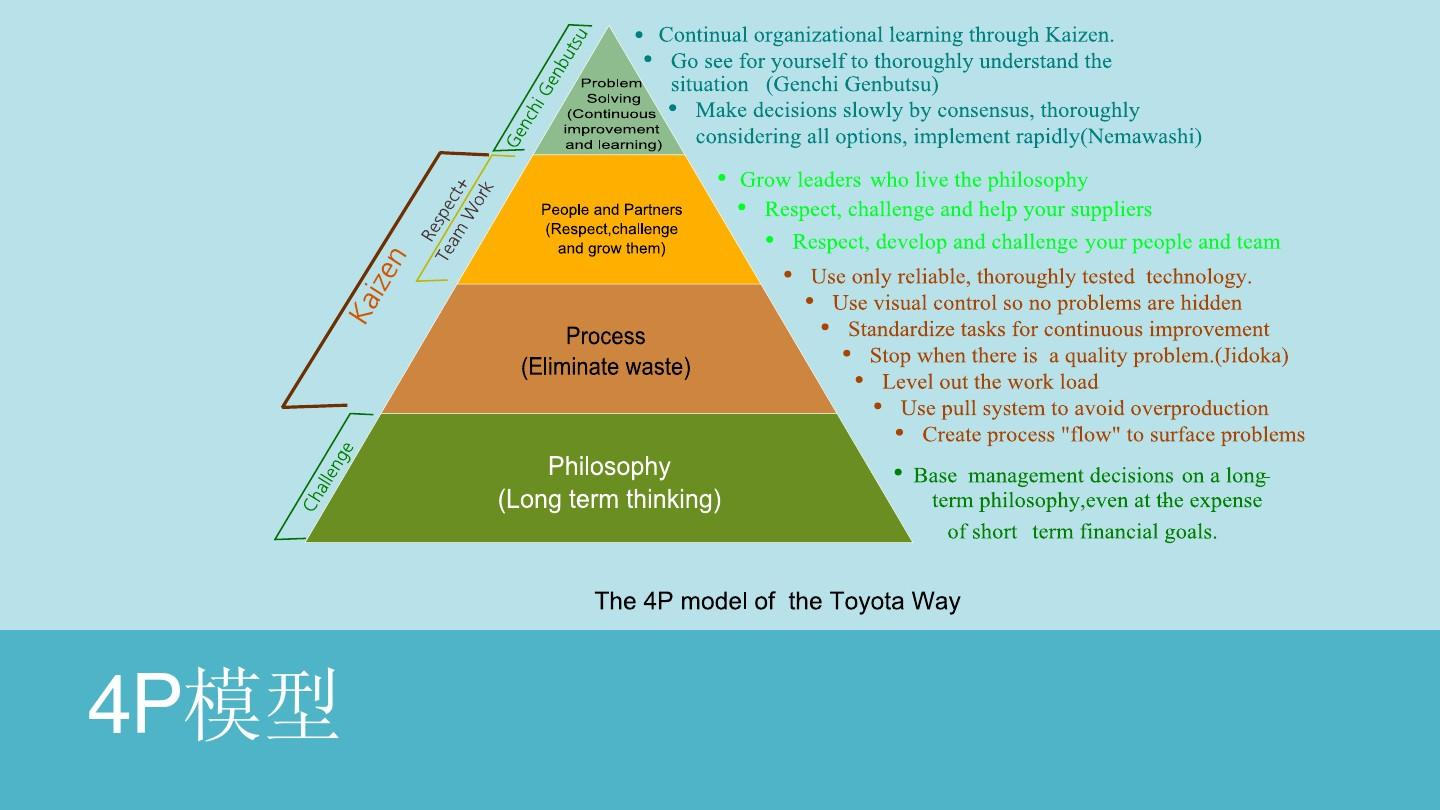 Genchi Genbutsu
Problem
Solving
(Continuous
improvement
and learning)
• Continual organizational learning through Kaizen.
• Go see for yourself to thoroughly understand the
situation (Genchi Genbutsu)
• Make decisions slowly by consensus, thoroughly
considering all options, implement rapidly(Nemawashi)
Kaizen
Respect+
Team Work
People and Partners
(Respect,challenge
and grow them)
• Grow leaders who live the philosophy
• Respect, challenge and help your suppliers
• Respect, develop and challenge your people and team
Process
(Eliminate waste)
• Use only reliable, thoroughly tested technology.
• Use visual control so no problems are hidden
• Standardize tasks for continuous improvement
• Stop when there is a quality problem.(Jidoka)
• Level out the work load
• Use pull system to avoid overproduction
• Create process "flow" to surface problems
Challenge
Philosophy
(Long term thinking)
• Base management decisions on a long-
term philosophy,even at the expense
of short term financial goals.
The 4P model of the Toyota Way
4P模型